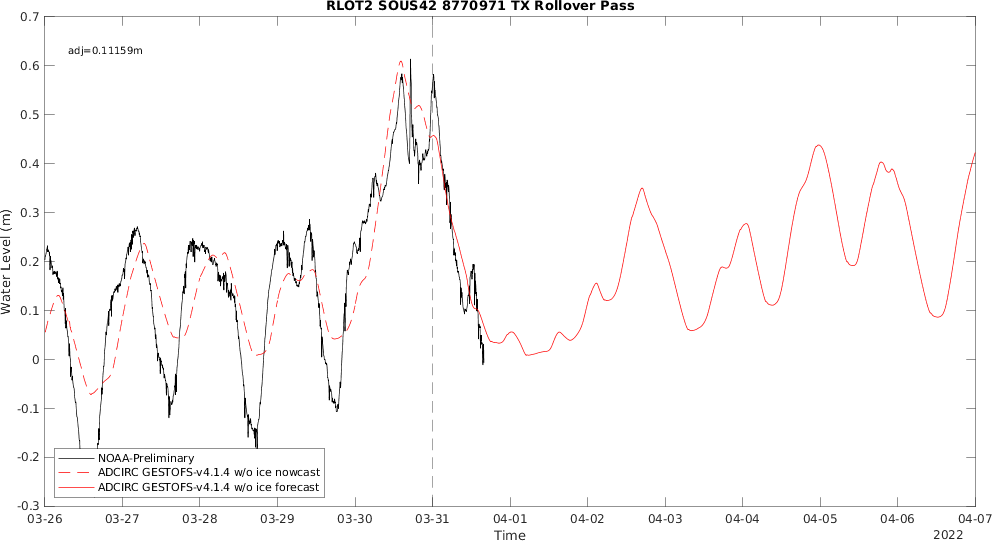 RLOT2 SOUS42 8770971 TX Rollover Pass
0.7
adj=0.11159m
0.6
0.5
0.4
0.3
0.2
0.1
0
-0.1
-0.2
-0.3
Water Level (m)
NOAA-Preliminary
ADCIRC GESTOFS-v4.1.4 w/o ice nowcast
ADCIRC GESTOFS-v4.1.4 w/o ice forecast
03-26 03-27 03-28 03-29 03-30 03-31 04-01 04-02 04-03 04-04 04-05 04-06 04-07
Time
2022